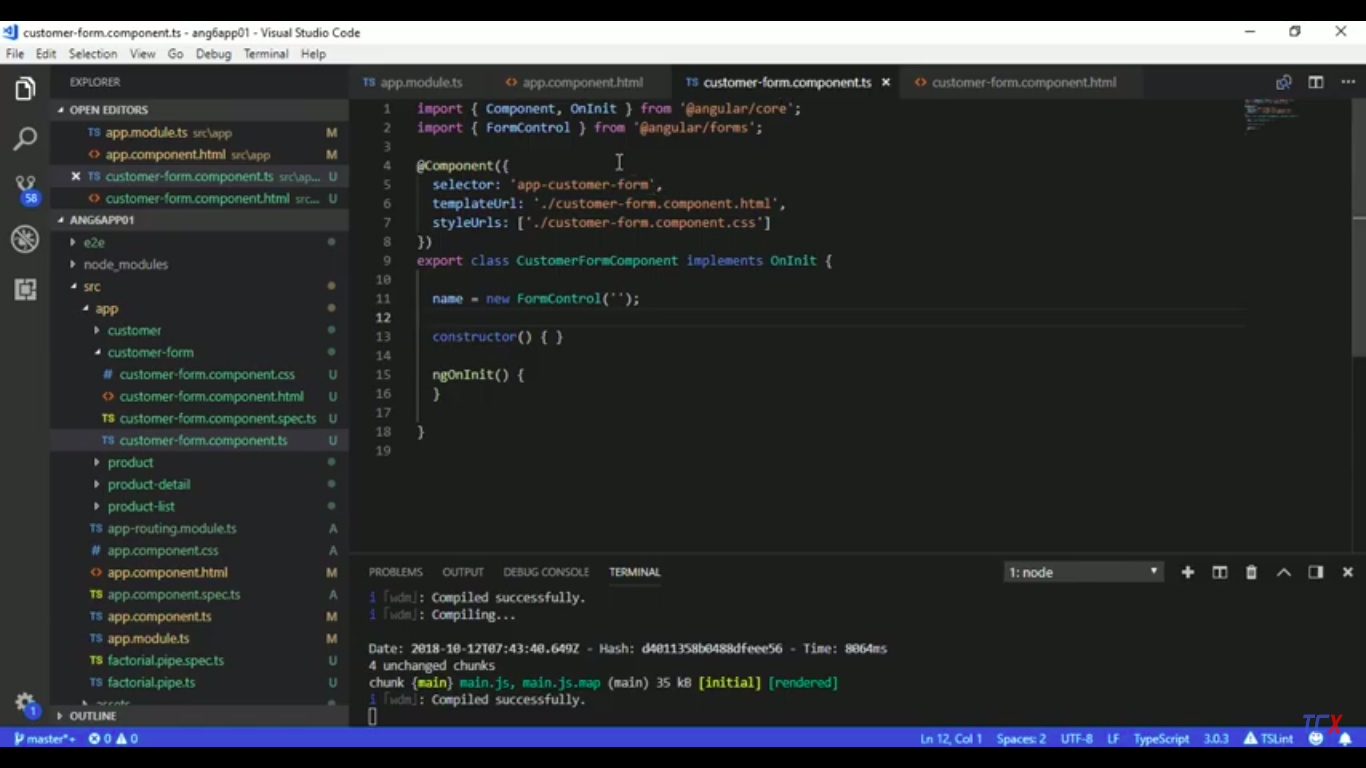 customer-form.component.ts - ang6app01 - Visual Studio Code
File Edit Selection View Go Debug Terminal Help
EXPLORER
OPEN EDITORS
TS app.module.ts src\app M
<> app.component.html src\app M
TS customer-form.component.ts src\ap... U
<> customer-form.component.html src... U
58
ANG6APP01
e2e
node_modules
src
app
customer
customer-form
# customer-form.component.css U
<> customer-form.component.html U
TS customer-form.component.spec.ts U
TS customer-form.component.ts U
product
product-detail
product-list
TS app-routing.module.ts A
# app.component.css A
<> app.component.html M
TS app.component.spec.ts A
TS app.component.ts M
TS app.module.ts M
TS factorial.pipe.spec.ts U
TS factorial.pipe.ts U
assets
OUTLINE
1
TS app.module.ts <> app.component.html TS customer-form.component.ts <> customer-form.component.html
1 import { Component, OnInit } from '@angular/core';
2 import { FormControl } from '@angular/forms';
3
4 @Component({
5 selector: 'app-customer-form',
6 templateUrl: './customer-form.component.html',
7 styleUrls: ['./customer-form.component.css']
8 })
9 export class CustomerFormComponent implements OnInit {
10
11 name = new FormControl(``);
12
13 constructor() { }
14
15 ngOnInit() {
16 }
17
18 }
19
PROBLEMS OUTPUT DEBUG CONSOLE TERMINAL 1: node
i ｢wdm｣: Compiled successfully.
i ｢wdm｣: Compiling...
Date: 2018-10-12T07:43:40.649Z - Hash: d4011358b0488dfeee56 - Time: 8064ms
4 unchanged chunks
chunk {main} main.js, main.js.map (main) 35 kB [initial] [rendered]
i ｢wdm｣: Compiled successfully.
TCX
master*+ 0 0 Ln 12, Col 1 Spaces: 2 UTF-8 LF TypeScript 3.0.3 TSLint